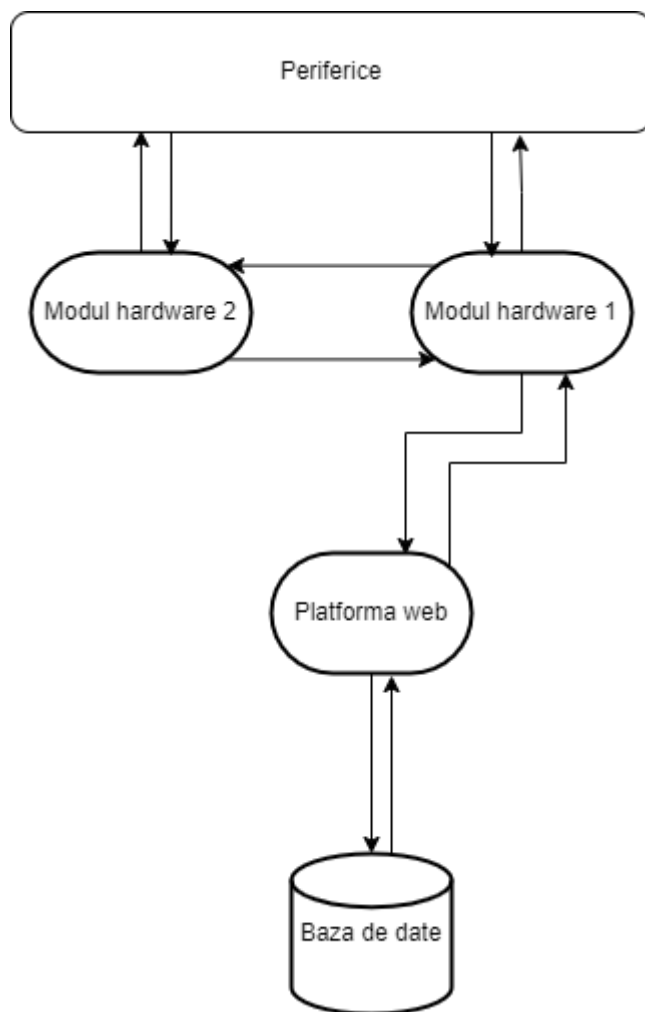 Periferice
Modul hardware 2
Modul hardware 1
Platforma web
Baza de date